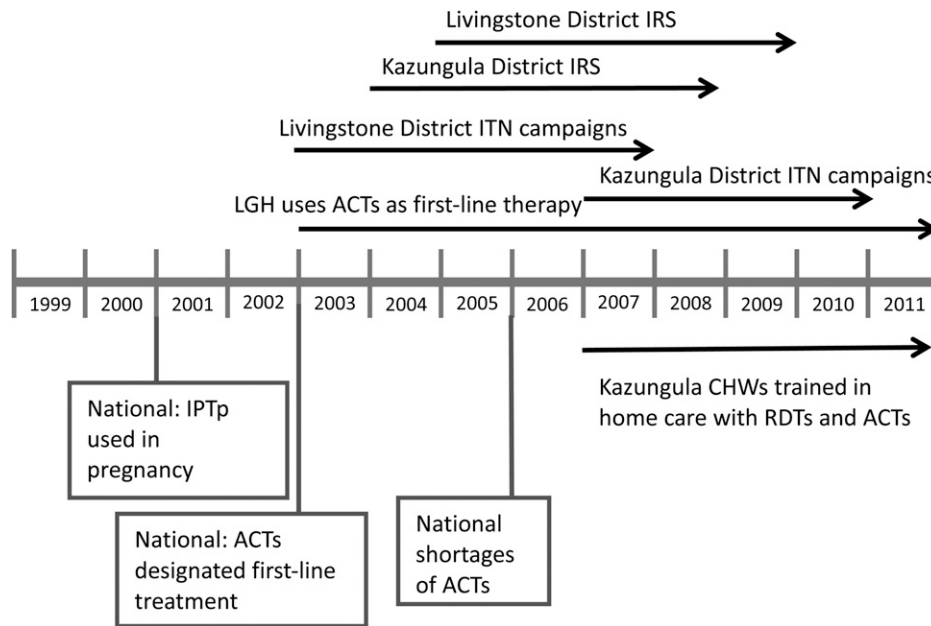 Livingstone District IRS
Kazungula District IRS
Livingstone District ITN campaigns
Kazungula District ITN campaigns
LGH uses ACTs as first-line therapy
1999 2000 2001 2002 2003 2004 2005 2006 2007 2008 2009 2010 2011
National: IPTp
used in
pregnancy
National: ACTs
designated first-line
treatment
National
shortages
of ACTs
Kazungula CHWs trained in
home care with RDTs and ACTs